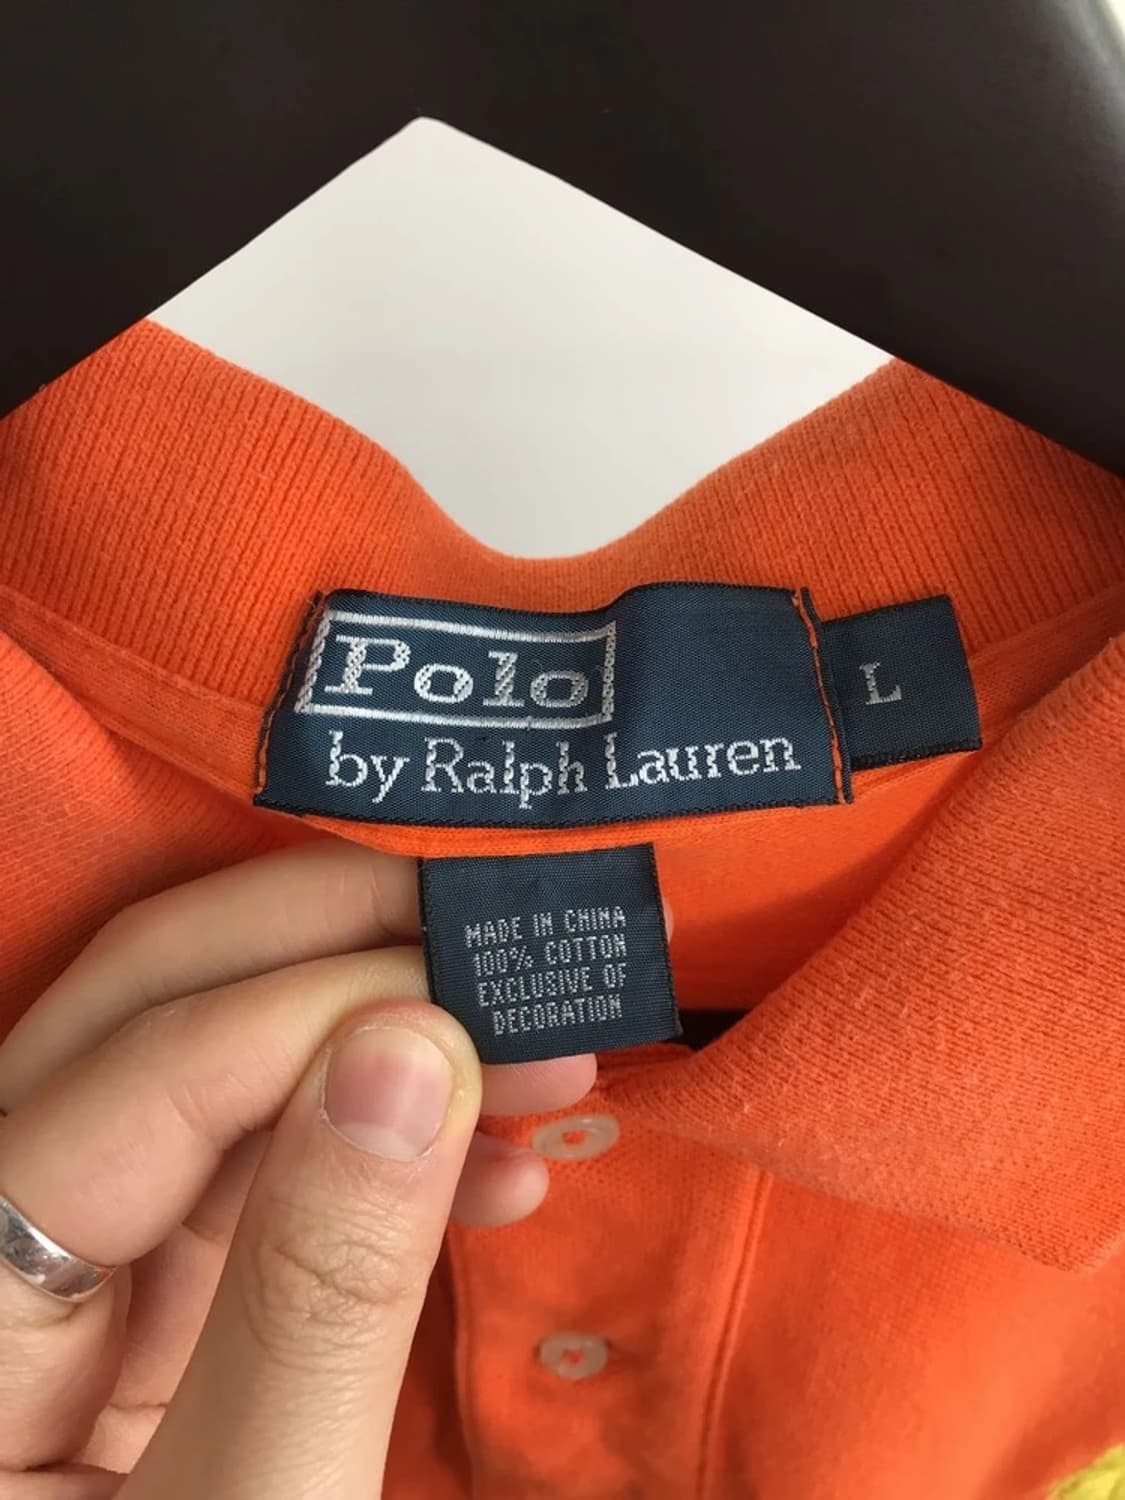 Polo
by Ralph Lauren
L
MADE IN CHINA
100% COTTON
EXCLUSIVE OF
DECORATION